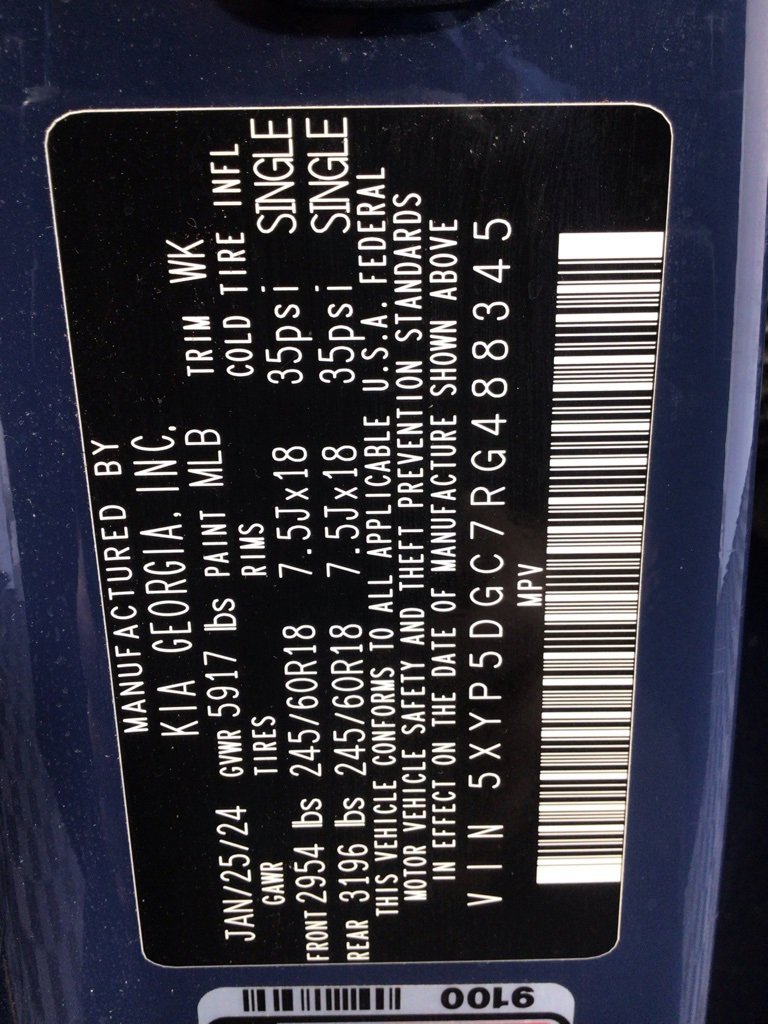 MANUFACTURED BY
KIA GEORGIA, INC.
JAN/25/24 GVWR 5917 lbs PAINT MLB TRIM WK
GAWR TIRES RIMS COLD TIRE INFL
FRONT 2954 lbs 245/60R18 7.5Jx18 35psi SINGLE
REAR 3196 lbs 245/60R18 7.5Jx18 35psi SINGLE
THIS VEHICLE CONFORMS TO ALL APPLICABLE U.S.A. FEDERAL
MOTOR VEHICLE SAFETY AND THEFT PREVENTION STANDARDS
IN EFFECT ON THE DATE OF MANUFACTURE SHOWN ABOVE
VIN 5XYP5DGC7RG488345
MPV
9100